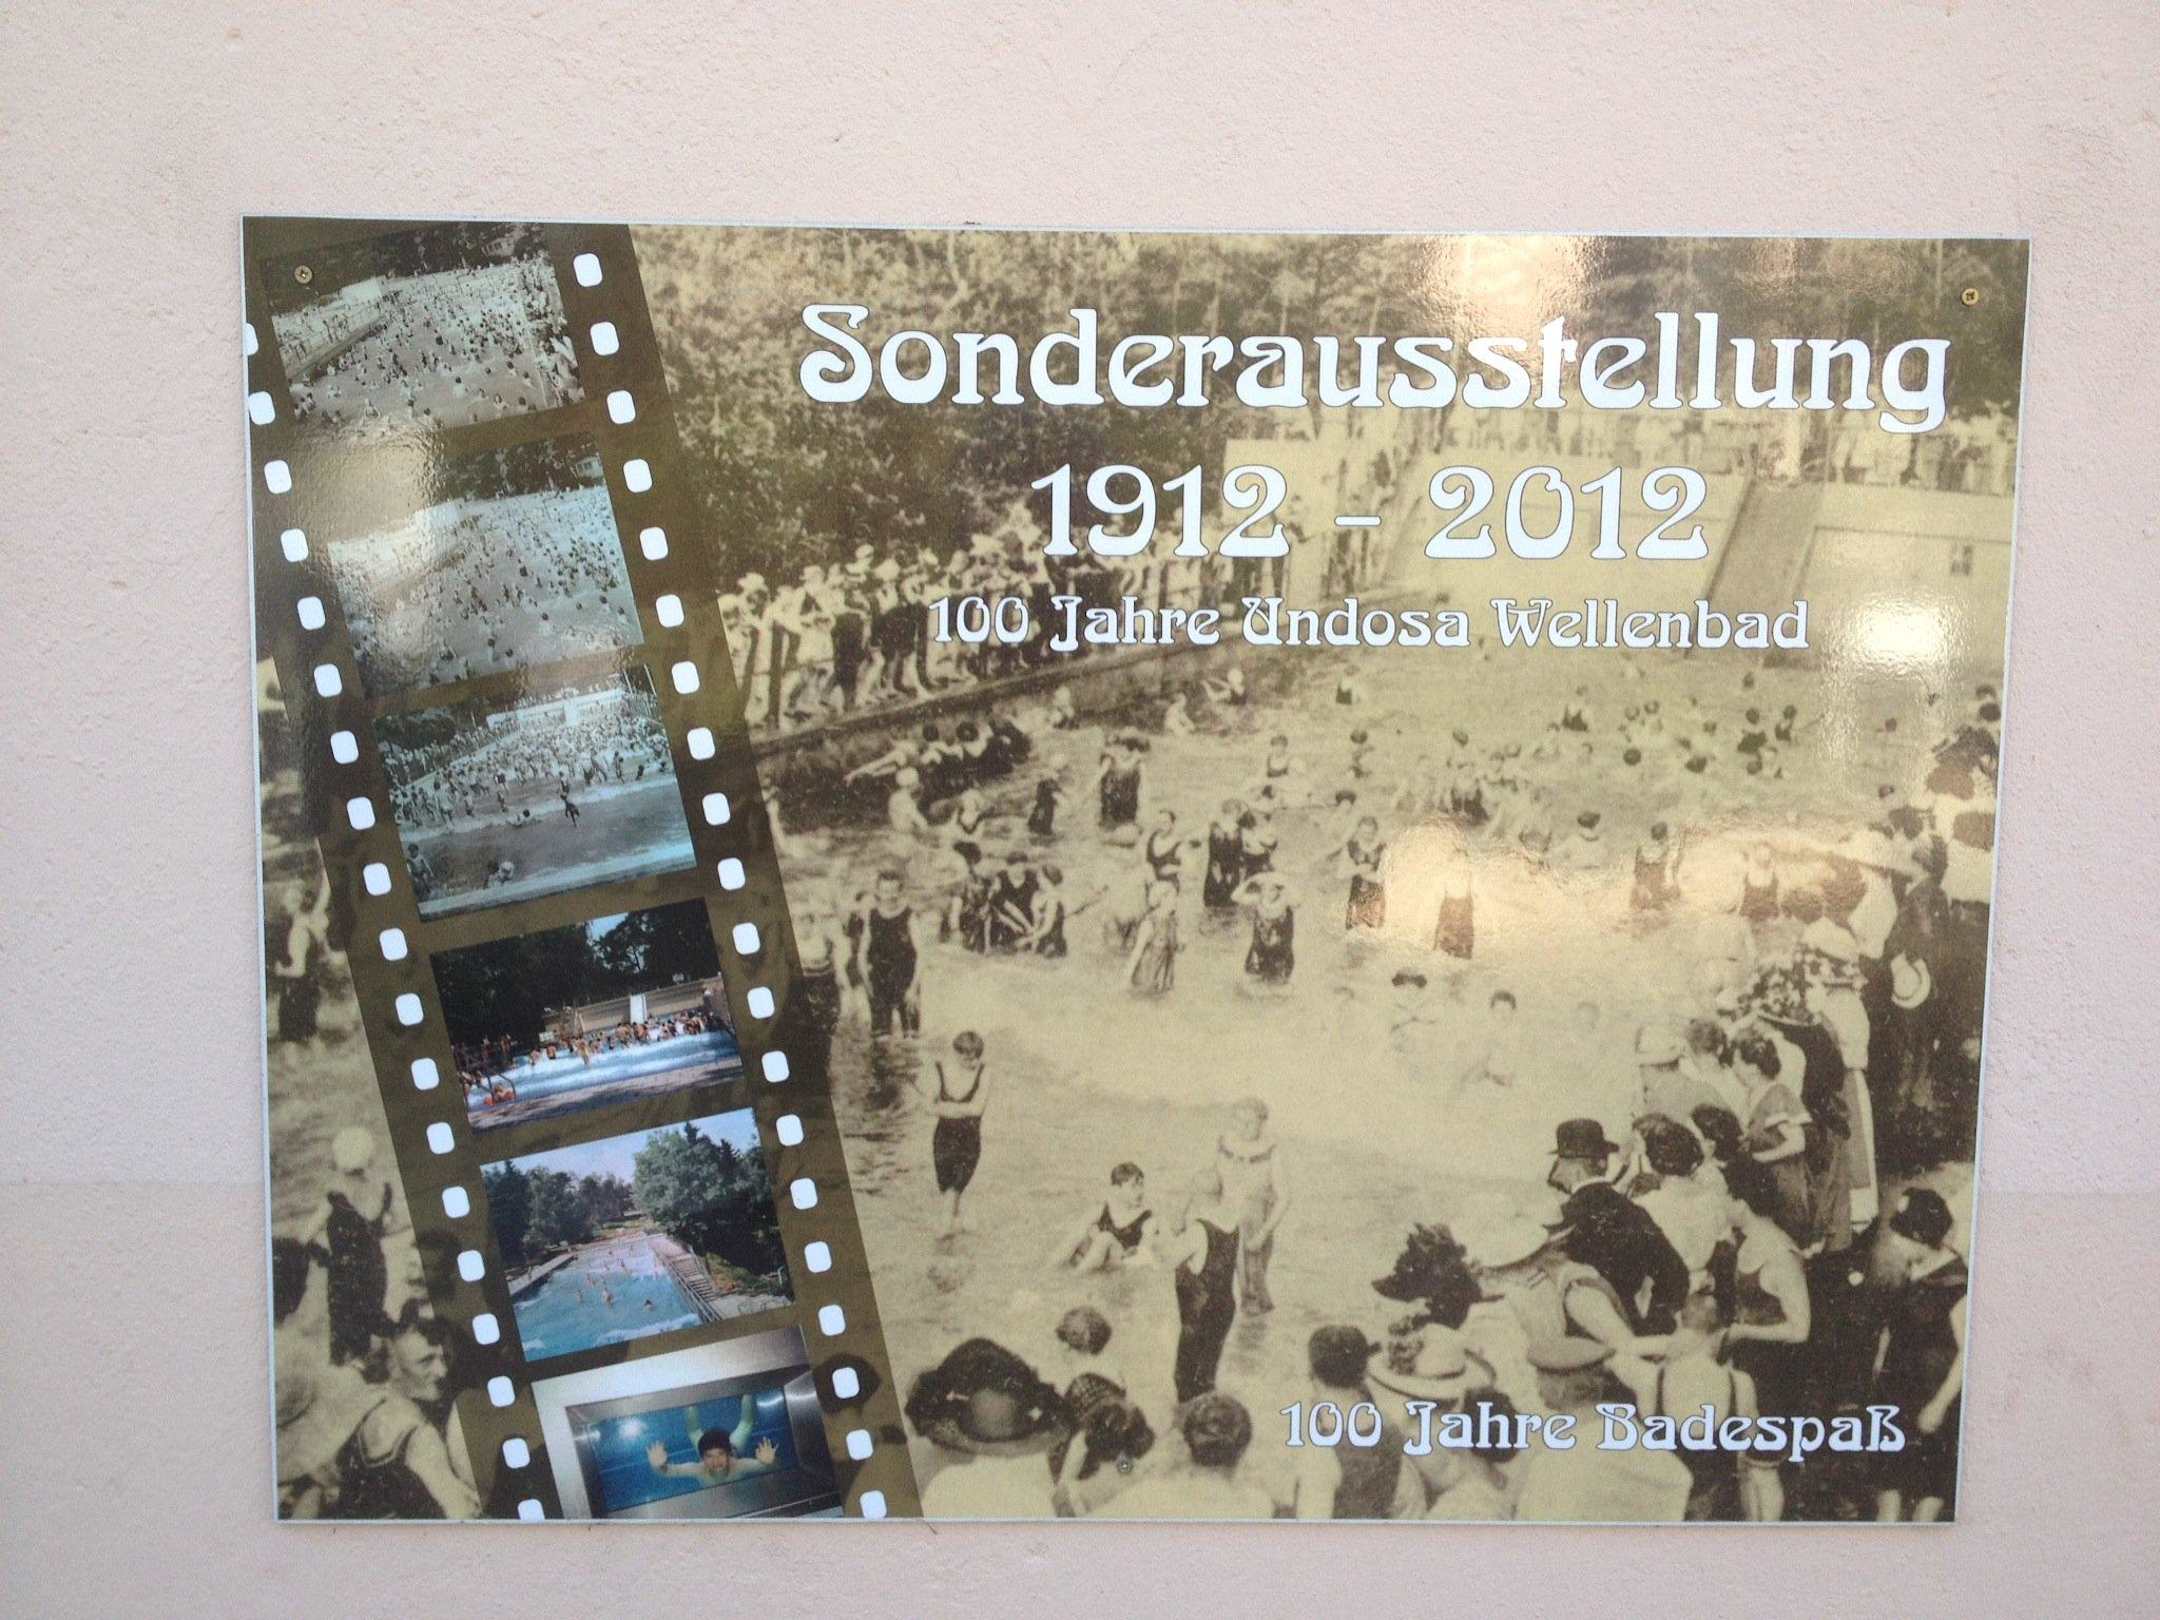 Sonderausstellung
1912 - 2012
100 Jahre Undosa Wellenbad
100 Jahre Badespaß